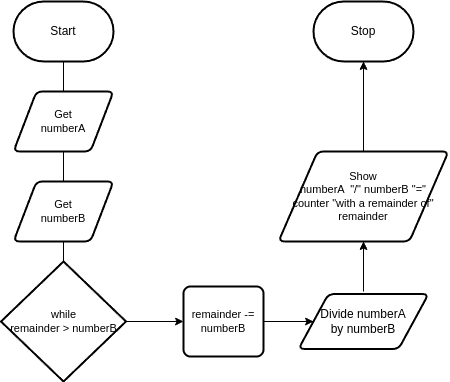 Start
Get
numberA
Get
numberB
while
remainder > numberB
remainder -=
numberB
Divide numberA
by numberB
Show
numberA "/" numberB "="
counter "with a remainder of"
remainder
Stop